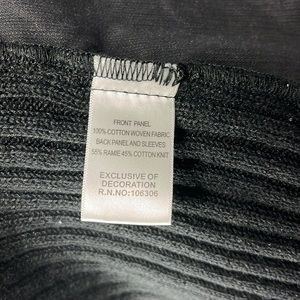 FRONT PANEL
100% COTTON WOVEN FABRIC
BACK PANEL AND SLEEVES
55% RAMIE 45% COTTON KNIT
EXCLUSIVE OF
DECORATION
R.N.NO:106306